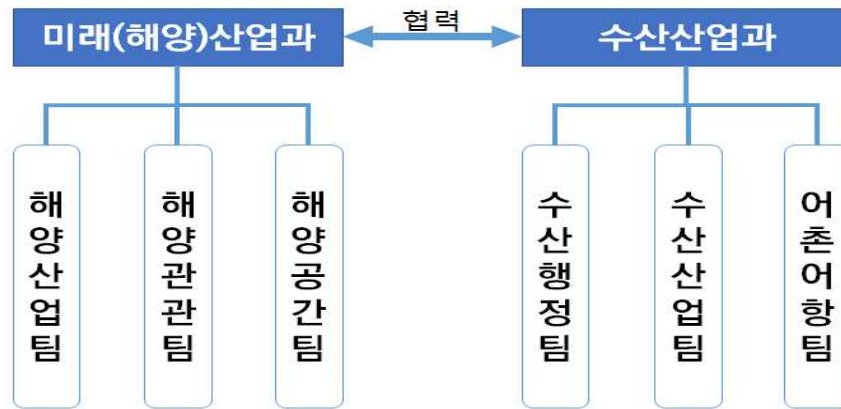 미래(해양)산업과
협력
수산산업과
해양산업팀
해양관관팀
해양공간팀
수산행정팀
수산산업팀
어촌어항팀